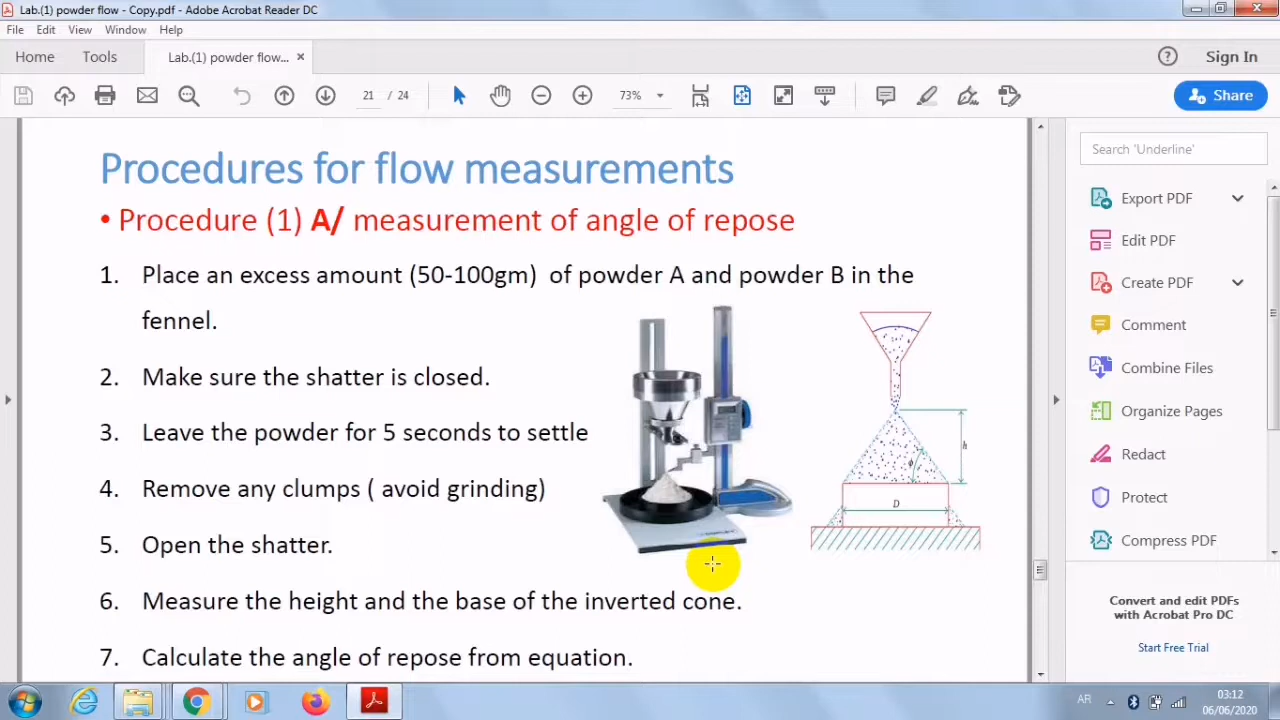 Lab.(1) powder flow - Copy.pdf - Adobe Acrobat Reader DC
File Edit View Window Help
Home Tools Lab.(1) powder flow... × ? Sign In
21 / 24 73% Share
Procedures for flow measurements
• Procedure (1) A/ measurement of angle of repose
1. Place an excess amount (50-100gm) of powder A and powder B in the
fennel.
2. Make sure the shatter is closed.
3. Leave the powder for 5 seconds to settle
4. Remove any clumps ( avoid grinding)
5. Open the shatter.
6. Measure the height and the base of the inverted cone.
7. Calculate the angle of repose from equation.
h
D
Search 'Underline'
Export PDF
Edit PDF
Create PDF
Comment
Combine Files
Organize Pages
Redact
Protect
Compress PDF
Convert and edit PDFs
with Acrobat Pro DC
Start Free Trial
AR
03:12
06/06/2020